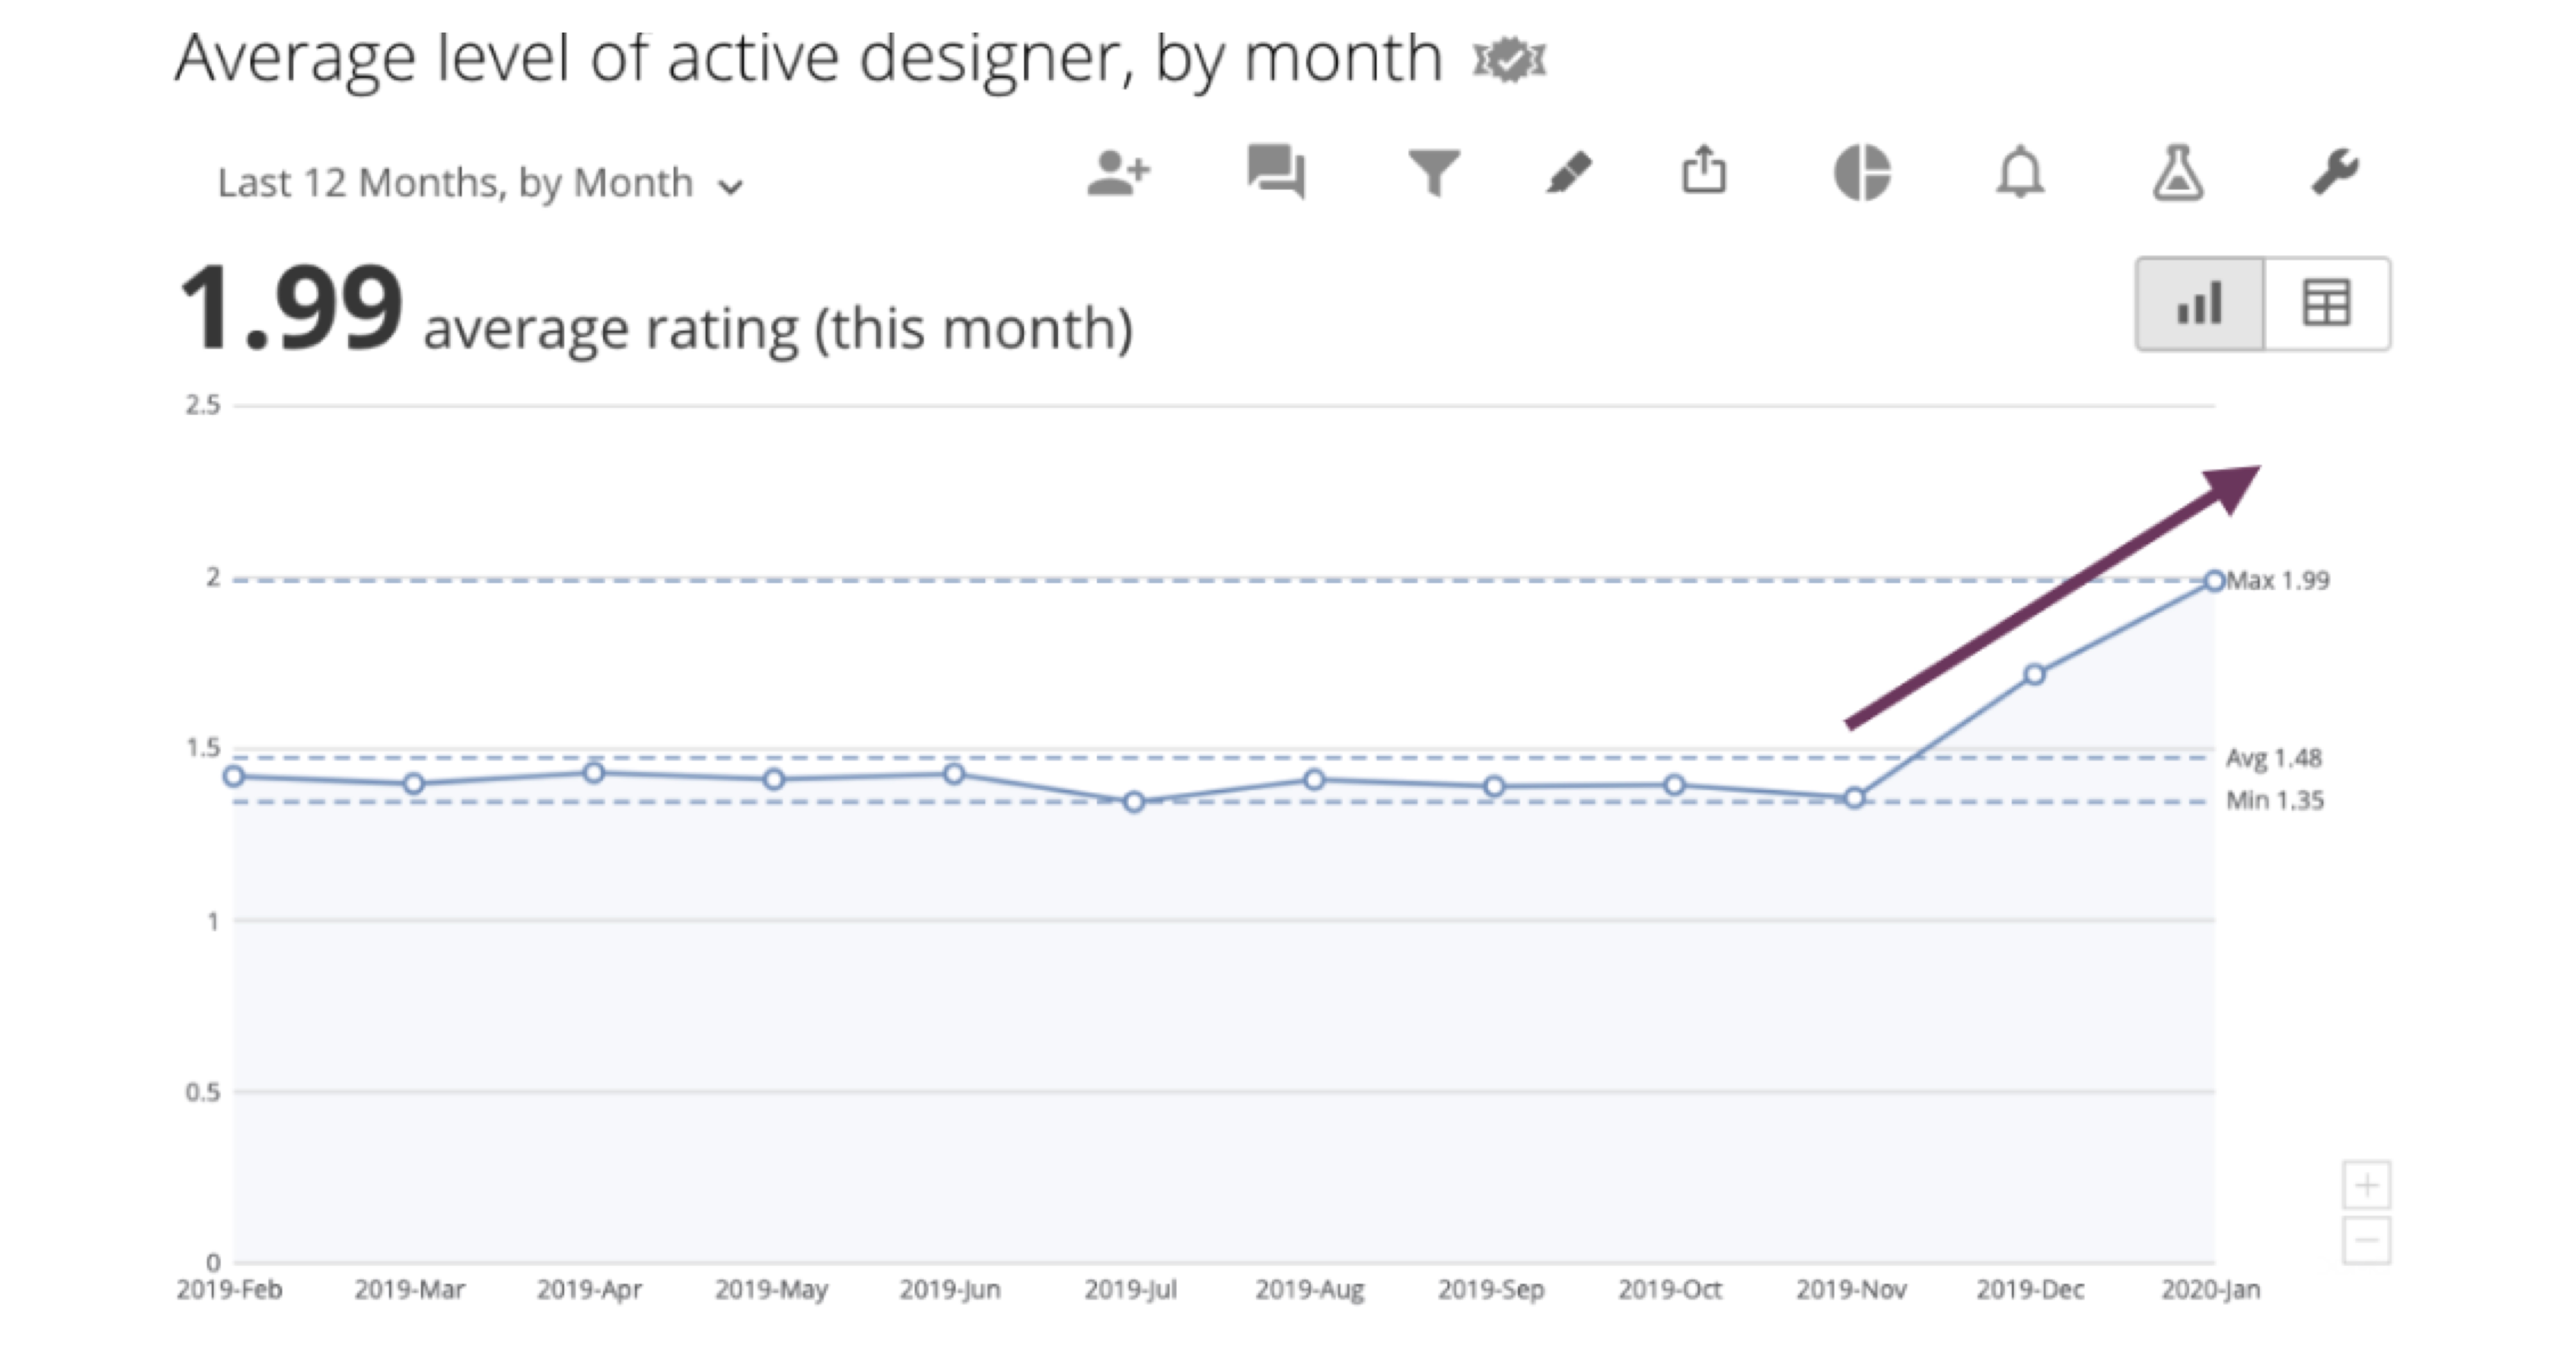 Average level of active designer, by month
Last 12 Months, by Month
1.99 average rating (this month)
2.5
2
Max 1.99
1.5
Avg 1.48
Min 1.35
1
0.5
0
2019-Feb 2019-Mar 2019-Apr 2019-May 2019-Jun 2019-Jul 2019-Aug 2019-Sep 2019-Oct 2019-Nov 2019-Dec 2020-Jan